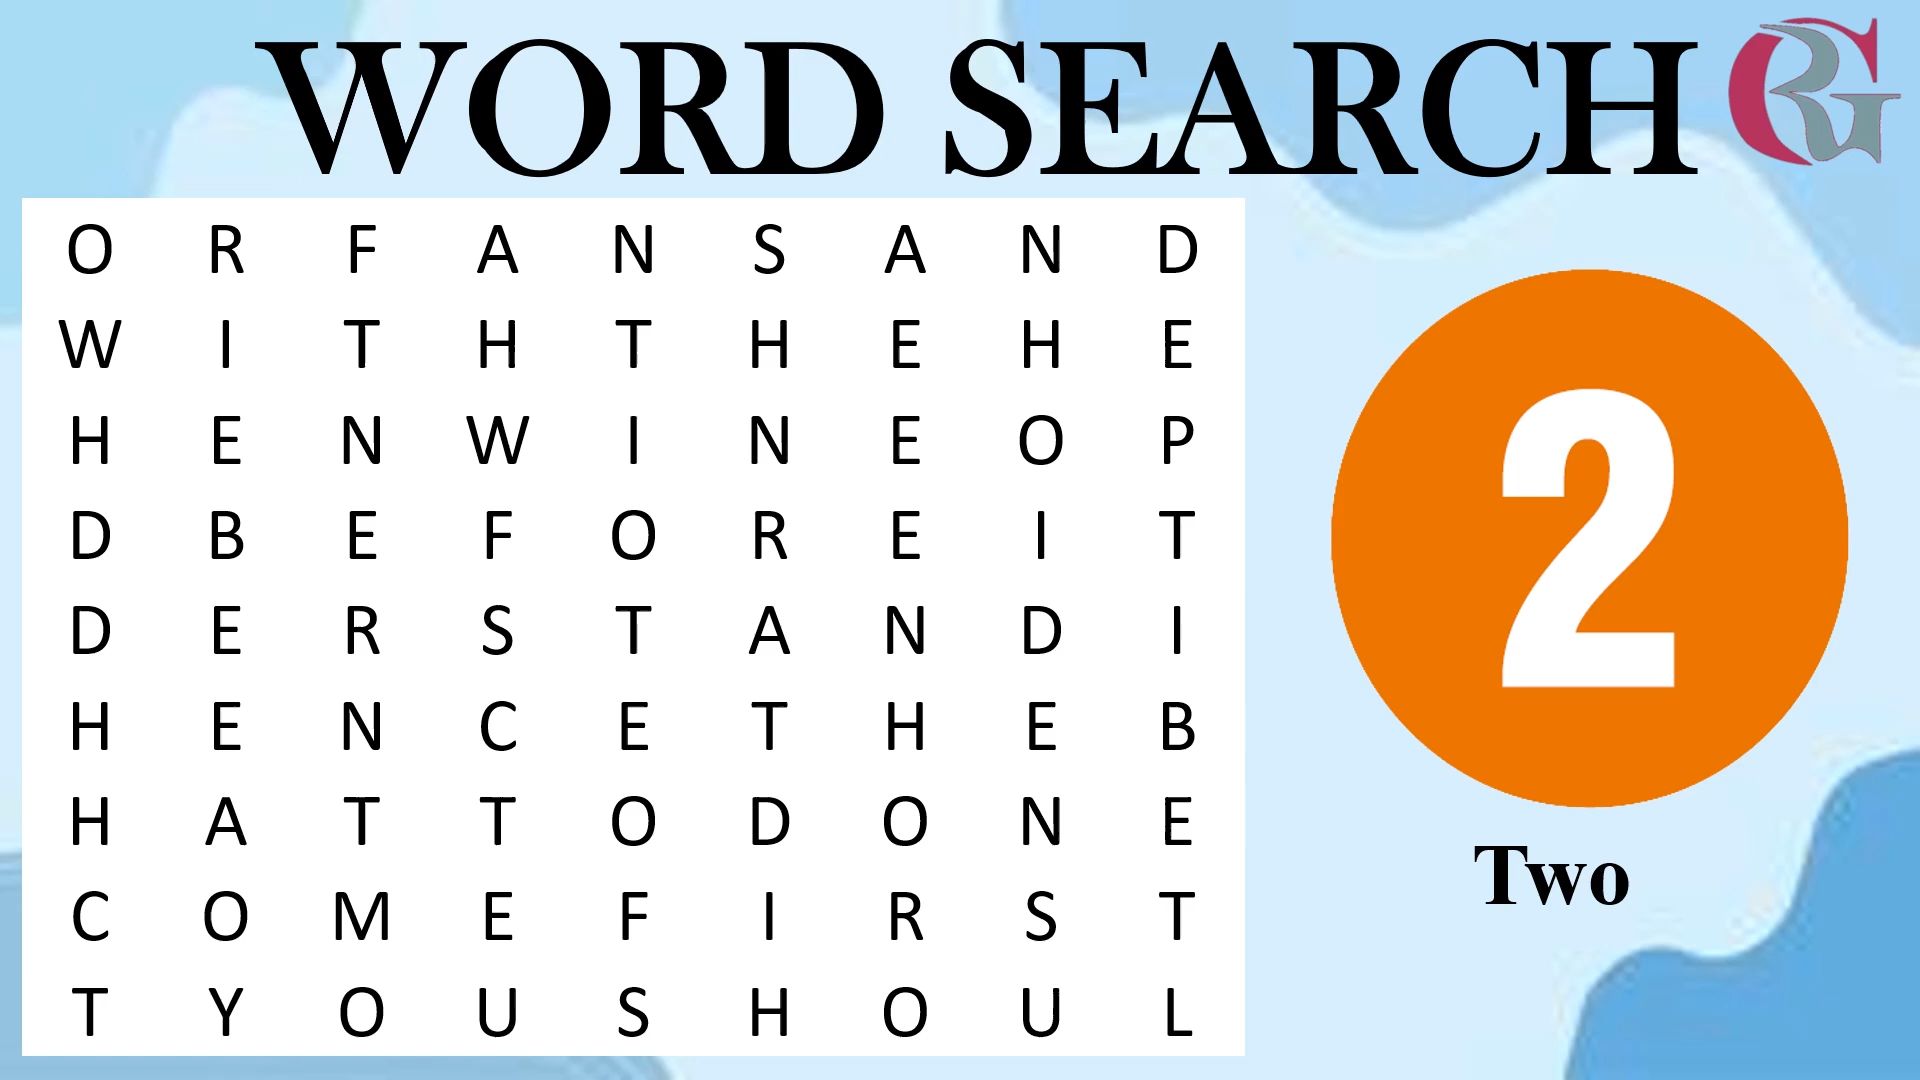 WORD SEARCH
O R F A N S A N D
W I T H T H E H E
H E N W I N E O P
D B E F O R E I T
D E R S T A N D I
H E N C E T H E B
H A T T O D O N E
C O M E F I R S T
T Y O U S H O U L
2
Two